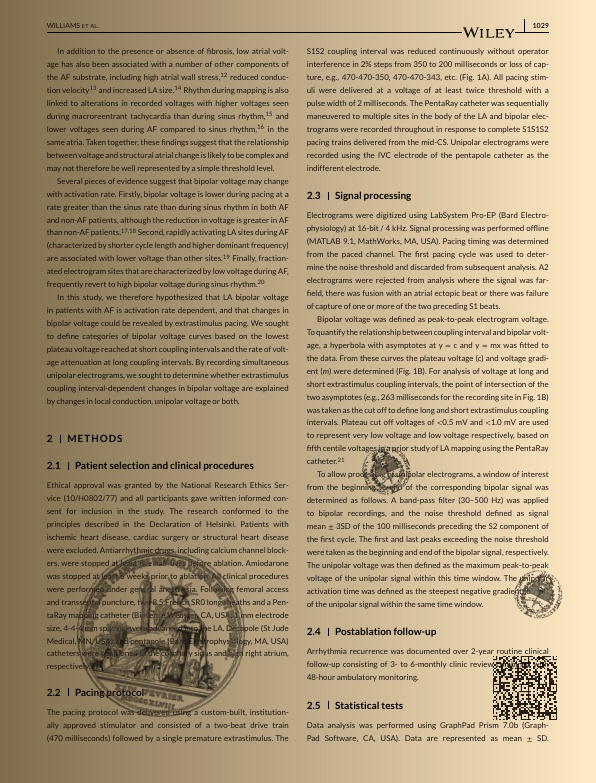 WILLIAMS ET AL.
WILEY
1029
In addition to the presence or absence of fibrosis, low atrial volt-
age has also been associated with a number of other components of
the AF substrate, including high atrial wall stress,12 reduced conduc-
tion velocity13 and increased LA size.14 Rhythm during mapping is also
linked to alterations in recorded voltages with higher voltages seen
during macroreentrant tachycardia than during sinus rhythm,15 and
lower voltages seen during AF compared to sinus rhythm,16 in the
same atria. Taken together, these findings suggest that the relationship
between voltage and structural atrial change is likely to be complex and
may not therefore be well represented by a simple threshold level.
Several pieces of evidence suggest that bipolar voltage may change
with activation rate. Firstly, bipolar voltage is lower during pacing at a
rate greater than the sinus rate than during sinus rhythm in both AF
and non-AF patients, although the reduction in voltage is greater in AF
than non-AF patients.17,18 Second, rapidly activating LA sites during AF
(characterized by shorter cycle length and higher dominant frequency)
are associated with lower voltage than other sites.19 Finally, fraction-
ated electrogram sites that are characterized by low voltage during AF,
frequently revert to high bipolar voltage during sinus rhythm.20
In this study, we therefore hypothesized that LA bipolar voltage
in patients with AF is activation rate dependent, and that changes in
bipolar voltage could be revealed by extrastimulus pacing. We sought
to define categories of bipolar voltage curves based on the lowest
plateau voltage reached at short coupling intervals and the rate of volt-
age attenuation at long coupling intervals. By recording simultaneous
unipolar electrograms, we sought to determine whether extrastimulus
coupling interval-dependent changes in bipolar voltage are explained
by changes in local conduction, unipolar voltage or both.
2 | METHODS
2.1 | Patient selection and clinical procedures
Ethical approval was granted by the National Research Ethics Ser-
vice (10/H0802/77) and all participants gave written informed con-
sent for inclusion in the study. The research conformed to the
principles described in the Declaration of Helsinki. Patients with
ischemic heart disease, cardiac surgery or structural heart disease
were excluded. Antiarrhythmic drugs, including calcium channel block-
ers, were stopped at least five half-lives before ablation. Amiodarone
was stopped at least 8 weeks prior to ablation. All clinical procedures
were performed under general anesthesia. Following femoral access
and transseptal puncture, two 8.5 French SR0 long sheaths and a Pen-
taRay mapping catheter (Biosense Webster, CA, USA, 1 mm electrode
size, 4-4-4 mm spacing) were advanced into the LA. Decapole (St Jude
Medical, MN, USA) and pentapole (Bard Electrophysiology, MA, USA)
catheters were positioned in the coronary sinus and high right atrium,
respectively.
2.2 | Pacing protocol
The pacing protocol was delivered using a custom-built, institution-
ally approved stimulator and consisted of a two-beat drive train
(470 milliseconds) followed by a single premature extrastimulus. The
S1S2 coupling interval was reduced continuously without operator
interference in 2% steps from 350 to 200 milliseconds or loss of cap-
ture, e.g., 470-470-350, 470-470-343, etc. (Fig. 1A). All pacing stim-
uli were delivered at a voltage of at least twice threshold with a
pulse width of 2 milliseconds. The PentaRay catheter was sequentially
maneuvered to multiple sites in the body of the LA and bipolar elec-
trograms were recorded throughout in response to complete S1S1S2
pacing trains delivered from the mid-CS. Unipolar electrograms were
recorded using the IVC electrode of the pentapole catheter as the
indifferent electrode.
2.3 | Signal processing
Electrograms were digitized using LabSystem Pro-EP (Bard Electro-
physiology) at 16-bit / 4 kHz. Signal processing was performed offline
(MATLAB 9.1, MathWorks, MA, USA). Pacing timing was determined
from the paced channel. The first pacing cycle was used to deter-
mine the noise threshold and discarded from subsequent analysis. A2
electrograms were rejected from analysis where the signal was far-
field, there was fusion with an atrial ectopic beat or there was failure
of capture of one or more of the two preceding S1 beats.
Bipolar voltage was defined as peak-to-peak electrogram voltage.
To quantify the relationship between coupling interval and bipolar volt-
age, a hyperbola with asymptotes at y = c and y = mx was fitted to
the data. From these curves the plateau voltage (c) and voltage gradi-
ent (m) were determined (Fig. 1B). For analysis of voltage at long and
short extrastimulus coupling intervals, the point of intersection of the
two asymptotes (e.g., 263 milliseconds for the recording site in Fig. 1B)
was taken as the cut off to define long and short extrastimulus coupling
intervals. Plateau cut off voltages of <0.5 mV and <1.0 mV are used
to represent very low voltage and low voltage respectively, based on
fifth centile voltages in a prior study of LA mapping using the PentaRay
catheter.21
To allow processing of unipolar electrograms, a window of interest
from the beginning to end of the corresponding bipolar signal was
determined as follows. A band-pass filter (30–500 Hz) was applied
to bipolar recordings, and the noise threshold defined as signal
mean ± 3SD of the 100 milliseconds preceding the S2 component of
the first cycle. The first and last peaks exceeding the noise threshold
were taken as the beginning and end of the bipolar signal, respectively.
The unipolar voltage was then defined as the maximum peak-to-peak
voltage of the unipolar signal within this time window. The unipolar
activation time was defined as the steepest negative gradient
of the unipolar signal within the same time window.
2.4 | Postablation follow-up
Arrhythmia recurrence was documented over 2-year routine clinical
follow-up consisting of 3- to 6-monthly clinic review
48-hour ambulatory monitoring.
2.5 | Statistical tests
Data analysis was performed using GraphPad Prism 7.0b (Graph-
Pad Software, CA, USA). Data are represented as mean ± SD.